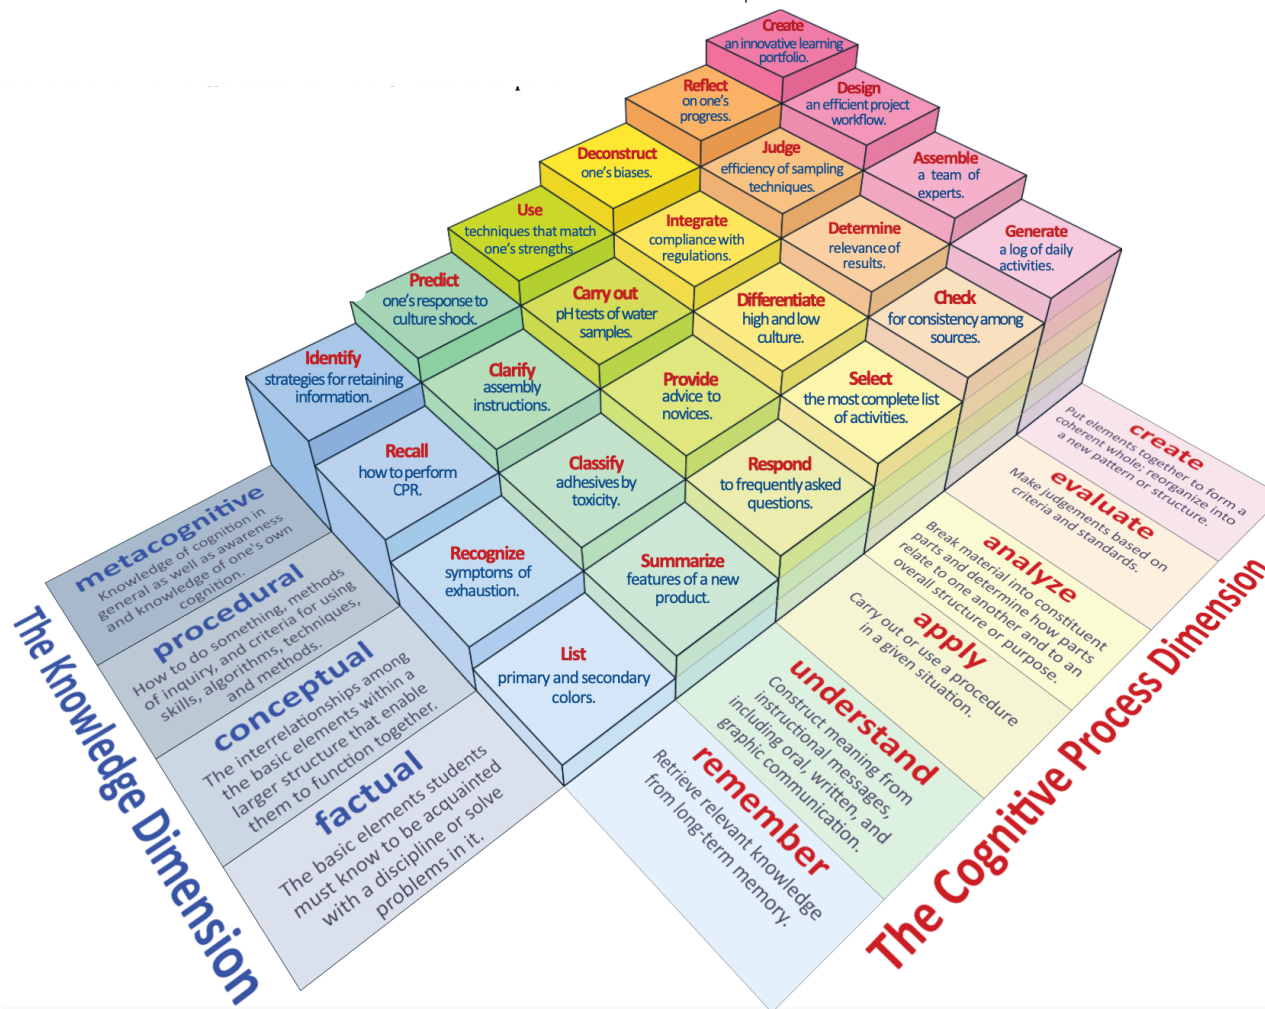 Create
an innovative learning
portfolio.
Reflect
on one's
progress.
Design
an efficient project
workflow.
Deconstruct
one's biases.
Judge
efficiency of sampling
techniques.
Assemble
a team of
experts.
Use
techniques that match
one's strengths.
Integrate
compliance with
regulations.
Determine
relevance of
results.
Generate
a log of daily
activities.
Predict
one's response to
culture shock.
Carry out
pH tests of water
samples.
Differentiate
high and low
culture.
Check
for consistency among
sources.
Identify
strategies for retaining
information.
Clarify
assembly
instructions.
Provide
advice to
novices.
Select
the most complete list
of activities.
Recall
how to perform
CPR.
Classify
adhesives by
toxicity.
Respond
to frequently asked
questions.
Recognize
symptoms of
exhaustion.
Summarize
features of a new
product.
List
primary and secondary
colors.
The Knowledge Dimension
metacognitive
Knowledge of cognition in
general as well as awareness
and knowledge of one's own
cognition.
procedural
How to do something, methods
of inquiry, and criteria for using
skills, algorithms, techniques,
and methods.
conceptual
The interrelationships among
the basic elements within a
larger structure that enable
them to function together.
factual
The basic elements students
must know to be acquainted
with a discipline or solve
problems in it.
The Cognitive Process Dimension
remember
Retrieve relevant knowledge
from long-term memory.
understand
Construct meaning from
instructional messages,
including oral, written, and
graphic communication.
apply
Carry out or use a procedure
in a given situation.
analyze
Break material into constituent
parts and determine how parts
relate to one another and to an
overall structure or purpose.
evaluate
Make judgements based on
criteria and standards.
create
Put elements together to form a
coherent whole; reorganize into
a new pattern or structure.